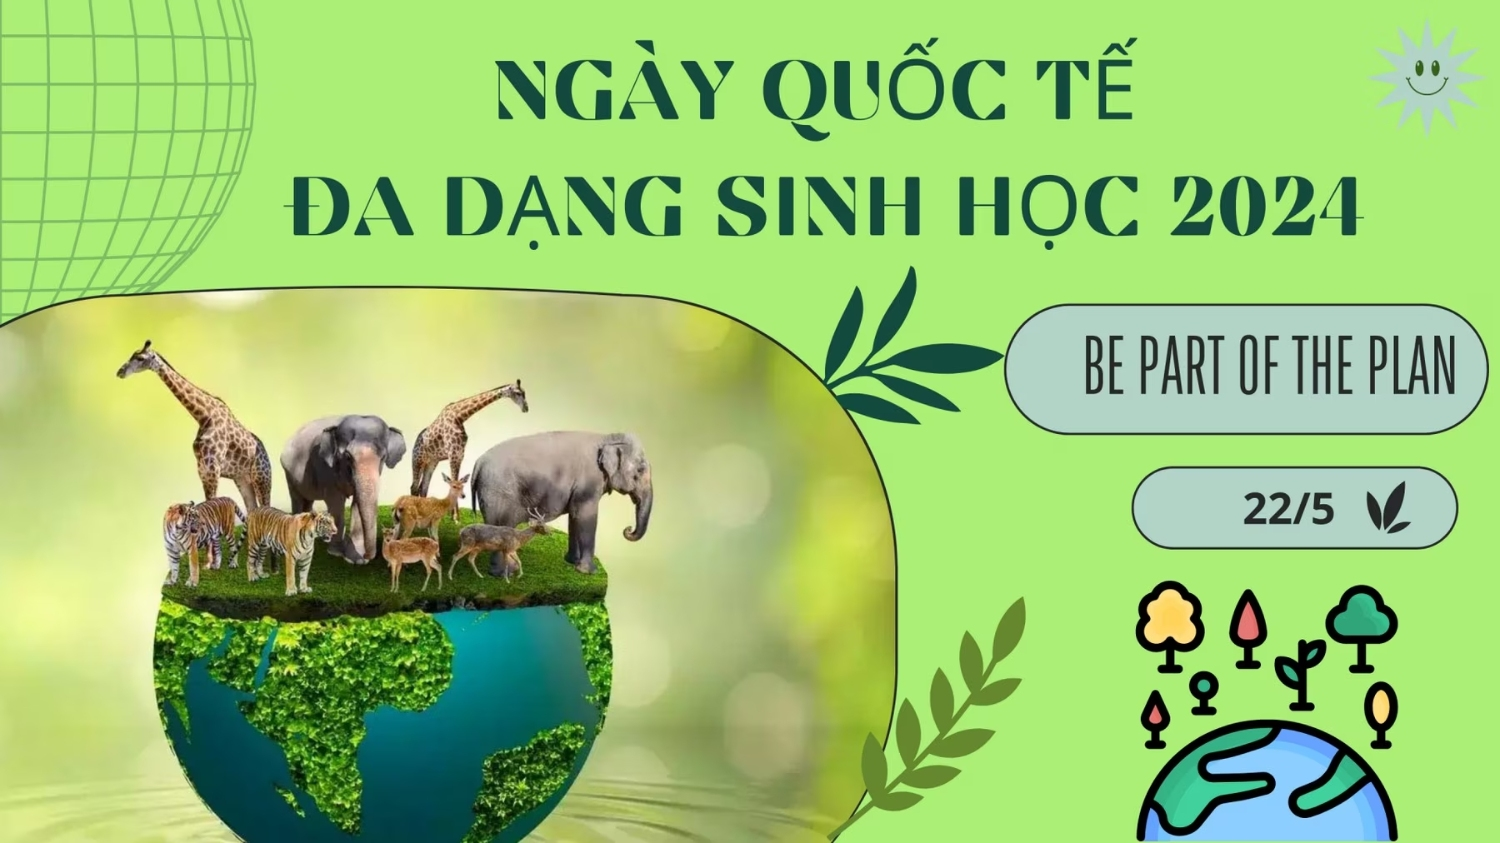 NGÀY QUỐC TẾ
ĐA DẠNG SINH HỌC 2024
BE PART OF THE PLAN
22/5